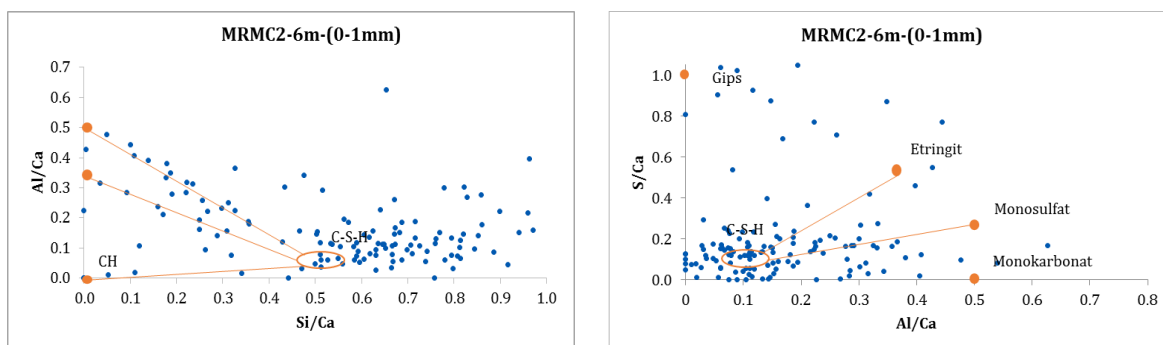 MRMC2-6m-(0-1mm)
Al/Ca
0.7
0.6
0.5
0.4
0.3
0.2
0.1
0.0
C-S-H
CH
0.0 0.1 0.2 0.3 0.4 0.5 0.6 0.7 0.8 0.9 1.0
Si/Ca
MRMC2-6m-(0-1mm)
S/Ca
1.0
0.8
0.6
0.4
0.2
0.0
Gips
Etringit
Monosulfat
C-S-H
Monokarbonat
0 0.1 0.2 0.3 0.4 0.5 0.6 0.7 0.8
Al/Ca